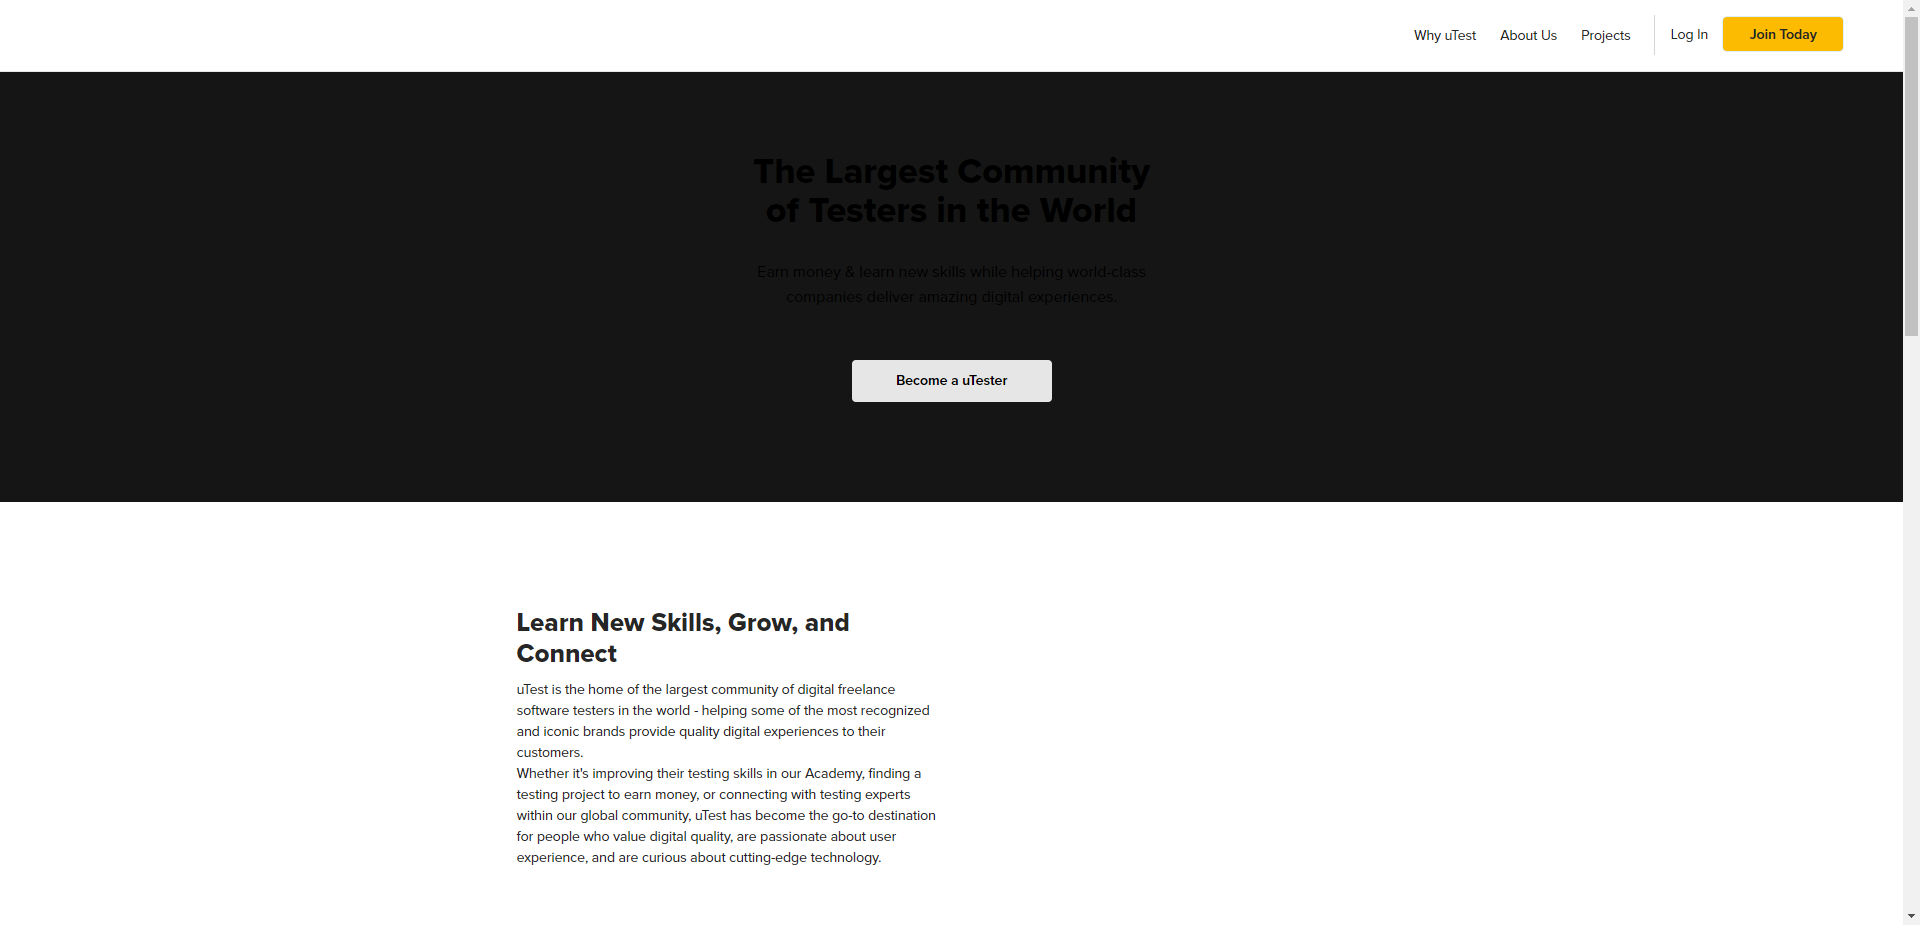 Why uTest
About Us
Projects
Log In
Join Today
The Largest Community
of Testers in the World
Earn money & learn new skills while helping world-class
companies deliver amazing digital experiences.
Become a uTester
Learn New Skills, Grow, and
Connect
uTest is the home of the largest community of digital freelance
software testers in the world - helping some of the most recognized
and iconic brands provide quality digital experiences to their
customers.
Whether it's improving their testing skills in our Academy, finding a
testing project to earn money, or connecting with testing experts
within our global community, uTest has become the go-to destination
for people who value digital quality, are passionate about user
experience, and are curious about cutting-edge technology.